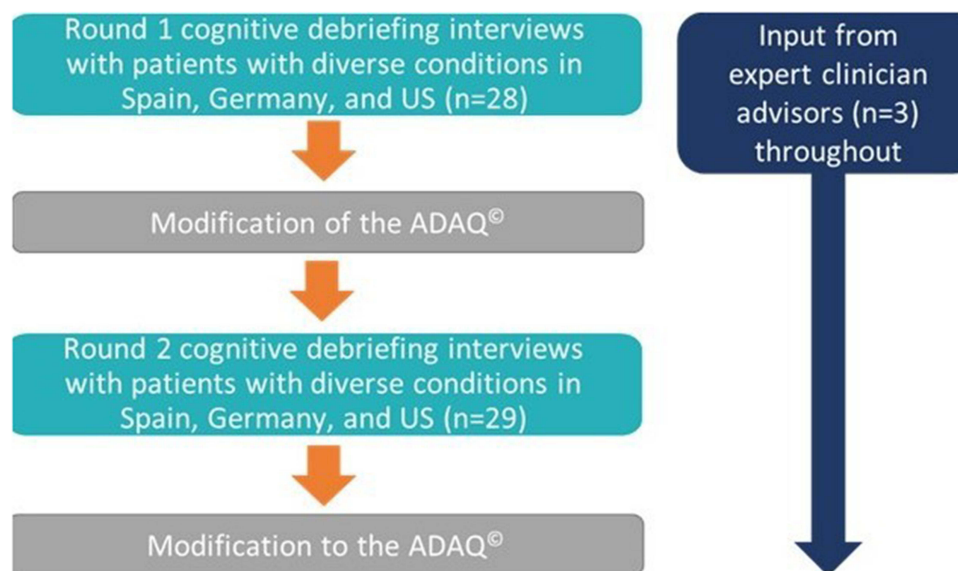 Round 1 cognitive debriefing interviews
with patients with diverse conditions in
Spain, Germany, and US (n=28)
Modification of the ADAQ©
Round 2 cognitive debriefing interviews
with patients with diverse conditions in
Spain, Germany, and US (n=29)
Modification to the ADAQ©
Input from
expert clinician
advisors (n=3)
throughout